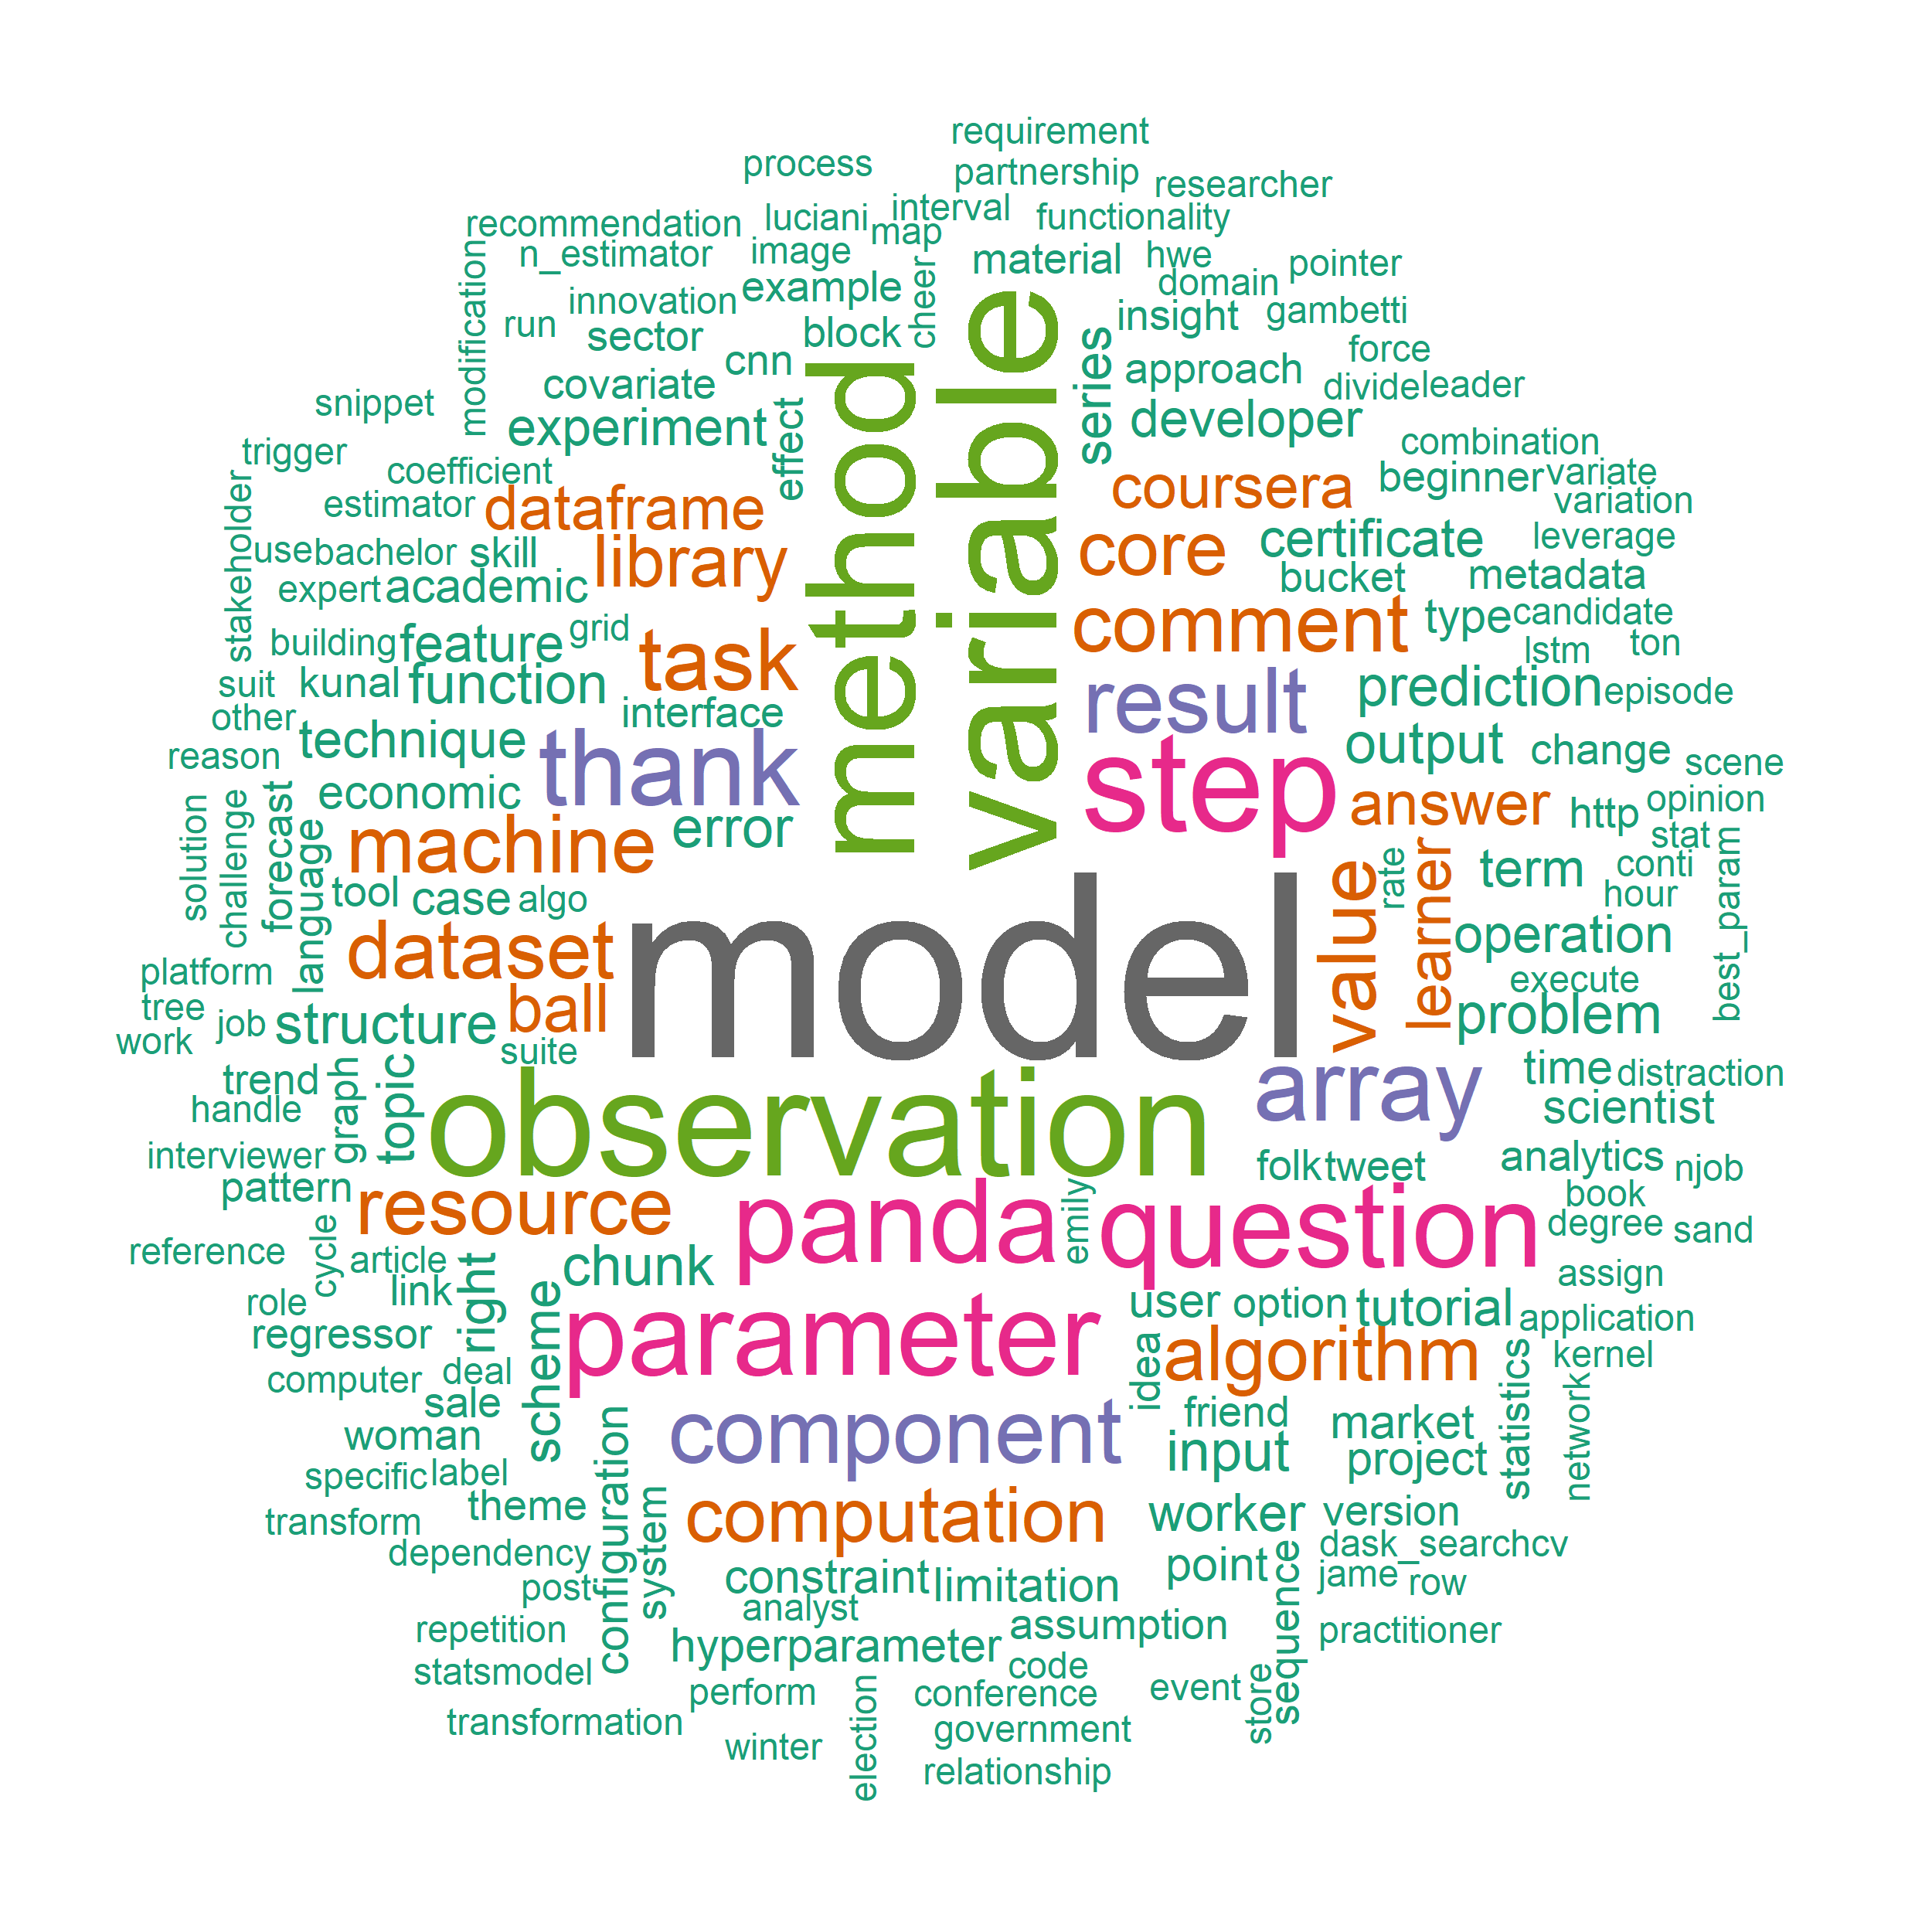 requirement
process
partnership
researcher
recommendation
luciani
interval
functionality
map
n_estimator
image
material
hwe
pointer
modification
domain
example
cheer
innovation
insight
gambetti
run
sector
block
variable
series
force
cnn
approach
covariate
divide
leader
snippet
method
effect
developer
experiment
trigger
combination
coefficient
coursera
beginner
variate
stakeholder
estimator
dataframe
variation
use
bachelor
skill
library
core
certificate
leverage
expert
academic
bucket
metadata
building
feature
grid
task
comment
type
candidate
lstm
ton
suit
kunal
function
interface
result
prediction
episode
other
technique
thank
step
output
change
scene
reason
economic
error
answer
http
opinion
solution
challenge
forecast
language
machine
stat
tool
case
algo
model
value
rate
learner
term
conti
hour
best_param
dataset
operation
platform
execute
tree
ball
problem
work
job
structure
suite
trend
graph
topic
observation
array
time
distraction
handle
scientist
interviewer
folk
tweet
analytics
njob
pattern
resource
panda
emily
question
book
degree
sand
reference
cycle
article
right
chunk
assign
link
role
scheme
parameter
user
option
tutorial
application
regressor
idea
algorithm
kernel
computer
deal
statistics
network
sale
configuration
component
friend
market
woman
input
project
specific
label
theme
system
computation
worker
version
transform
dependency
dask_searchcv
constraint
limitation
point
sequence
jame
row
post
analyst
repetition
assumption
practitioner
hyperparameter
statsmodel
code
perform
election
conference
event
store
transformation
government
winter
relationship